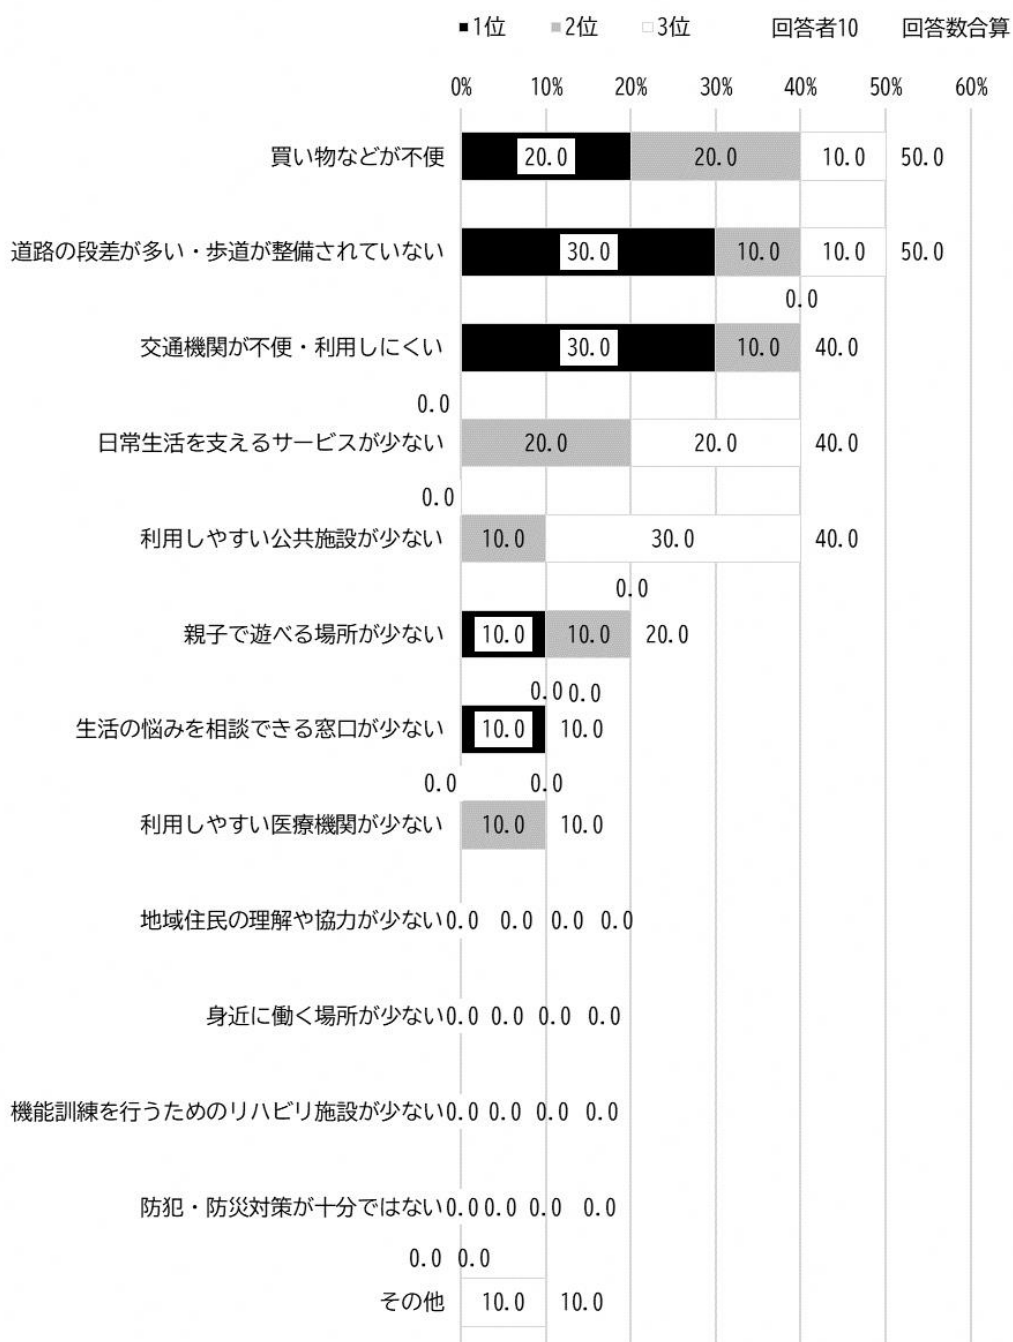 ■1位 ■2位 □3位 回答者10 回答数合算
0% 10% 20% 30% 40% 50% 60%
買い物などが不便 20.0 20.0 10.0 50.0
道路の段差が多い・歩道が整備されていない 30.0 10.0 10.0 50.0
0.0
交通機関が不便・利用しにくい 30.0 10.0 40.0
0.0
日常生活を支えるサービスが少ない 20.0 20.0 40.0
0.0
利用しやすい公共施設が少ない 10.0 30.0 40.0
0.0
親子で遊べる場所が少ない 10.0 10.0 20.0
0.0 0.0
生活の悩みを相談できる窓口が少ない 10.0 10.0
0.0 0.0
利用しやすい医療機関が少ない 10.0 10.0
地域住民の理解や協力が少ない 0.0 0.0 0.0 0.0
身近に働く場所が少ない 0.0 0.0 0.0 0.0
機能訓練を行うためのリハビリ施設が少ない 0.0 0.0 0.0 0.0
防犯・防災対策が十分ではない 0.0 0.0 0.0 0.0
0.0 0.0
その他 10.0 10.0